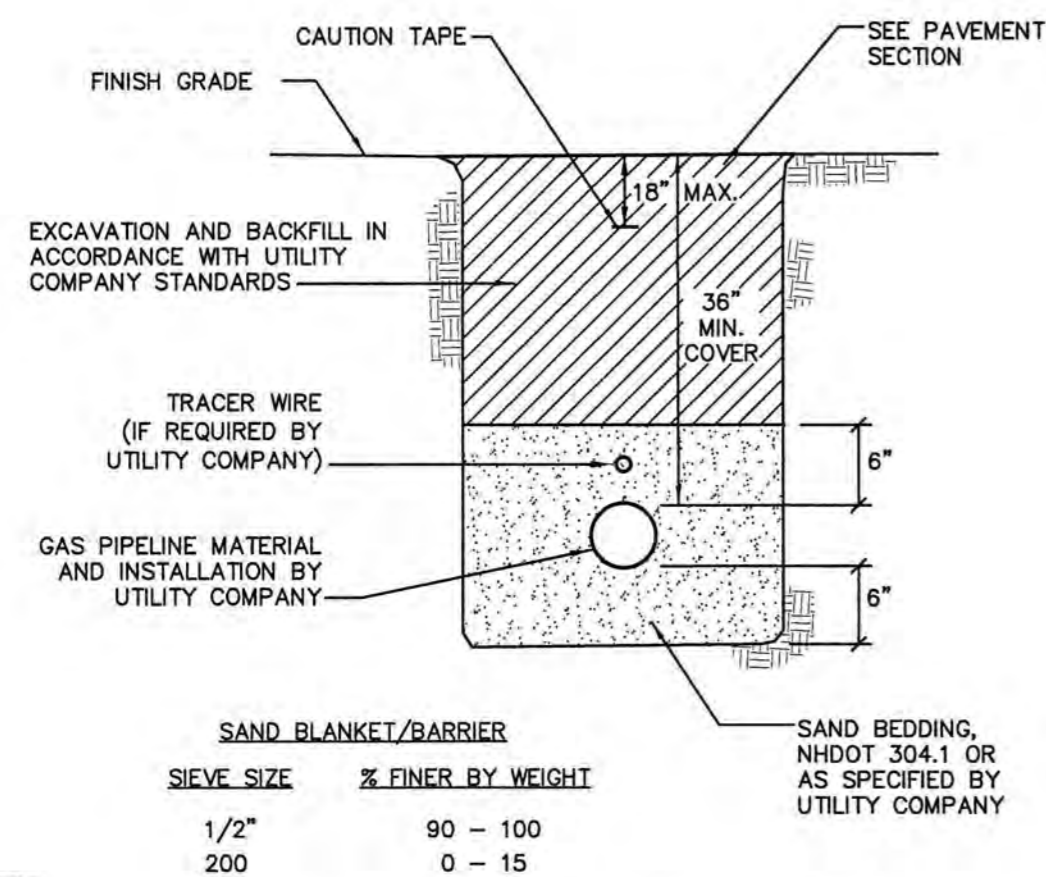 CAUTION TAPE
SEE PAVEMENT
SECTION
FINISH GRADE
18" MAX.
EXCAVATION AND BACKFILL IN
ACCORDANCE WITH UTILITY
COMPANY STANDARDS
36"
MIN.
COVER
TRACER WIRE
(IF REQUIRED BY
UTILITY COMPANY)
6"
GAS PIPELINE MATERIAL
AND INSTALLATION BY
UTILITY COMPANY
6"
SAND BEDDING,
NHDOT 304.1 OR
AS SPECIFIED BY
UTILITY COMPANY
SAND BLANKET/BARRIER
SIEVE SIZE % FINER BY WEIGHT
1/2" 90 – 100
200 0 – 15